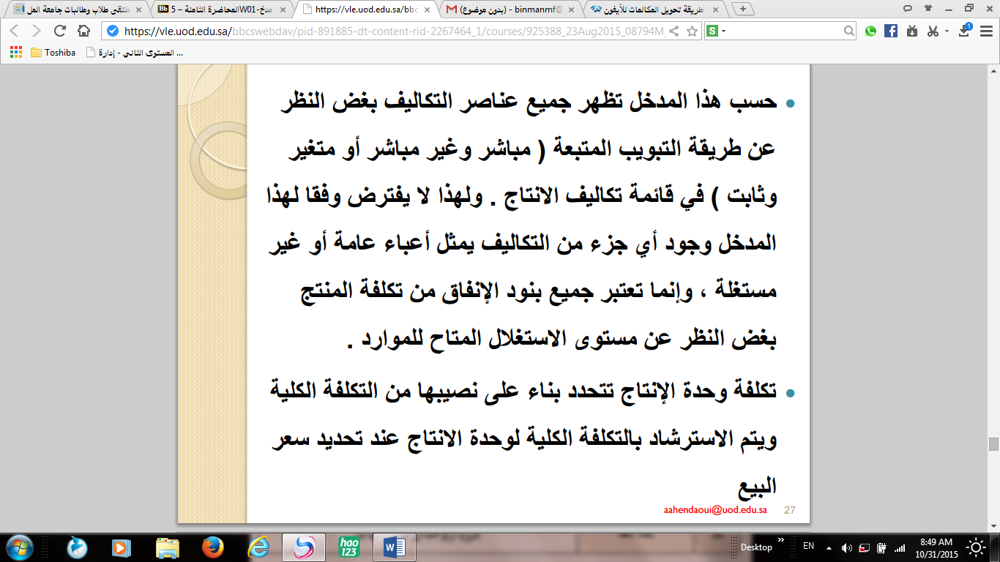 ملتقى طلاب وطالبات جامعة المل
المحاضرة الثامنة – 5 مدخ-W01
https://vle.uod.edu.sa/bbc
(بدون موضوع) - binmanmf@
طريقة تحويل المكالمات للآيفون
https://vle.uod.edu.sa/bbcswebdav/pid-891885-dt-content-rid-2267464_1/courses/925388_23Aug2015_08794M
Toshiba
المستوى الثاني - إدارة ...
حسب هذا المدخل تظهر جميع عناصر التكاليف بغض النظر
عن طريقة التبويب المتبعة ( مباشر وغير مباشر أو متغير
وثابت ) في قائمة تكاليف الانتاج . ولهذا لا يفترض وفقا لهذا
المدخل وجود أي جزء من التكاليف يمثل أعباء عامة أو غير
مستغلة ، وإنما تعتبر جميع بنود الإنفاق من تكلفة المنتج
بغض النظر عن مستوى الاستغلال المتاح للموارد .
تكلفة وحدة الإنتاج تتحدد بناء على نصيبها من التكلفة الكلية
ويتم الاسترشاد بالتكلفة الكلية لوحدة الانتاج عند تحديد سعر
البيع
aahendaoui@uod.edu.sa 27
hao123
Desktop
EN
8:49 AM
10/31/2015